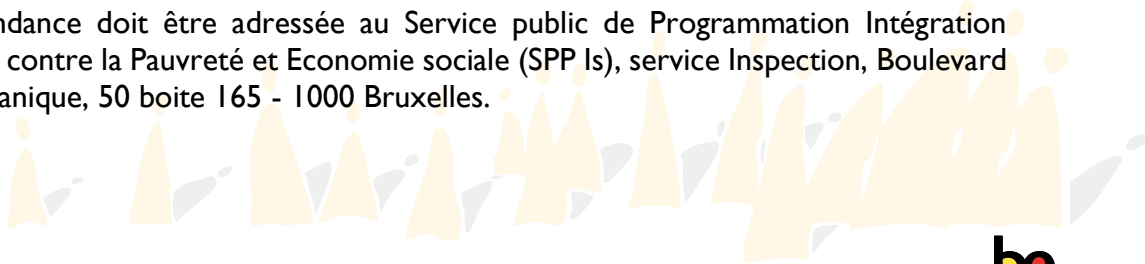 ndance doit être adressée au Service public de Programmation Intégration
contre la Pauvreté et Economie sociale (SPP Is), service Inspection, Boulevard
anique, 50 boite 165 - 1000 Bruxelles.
be